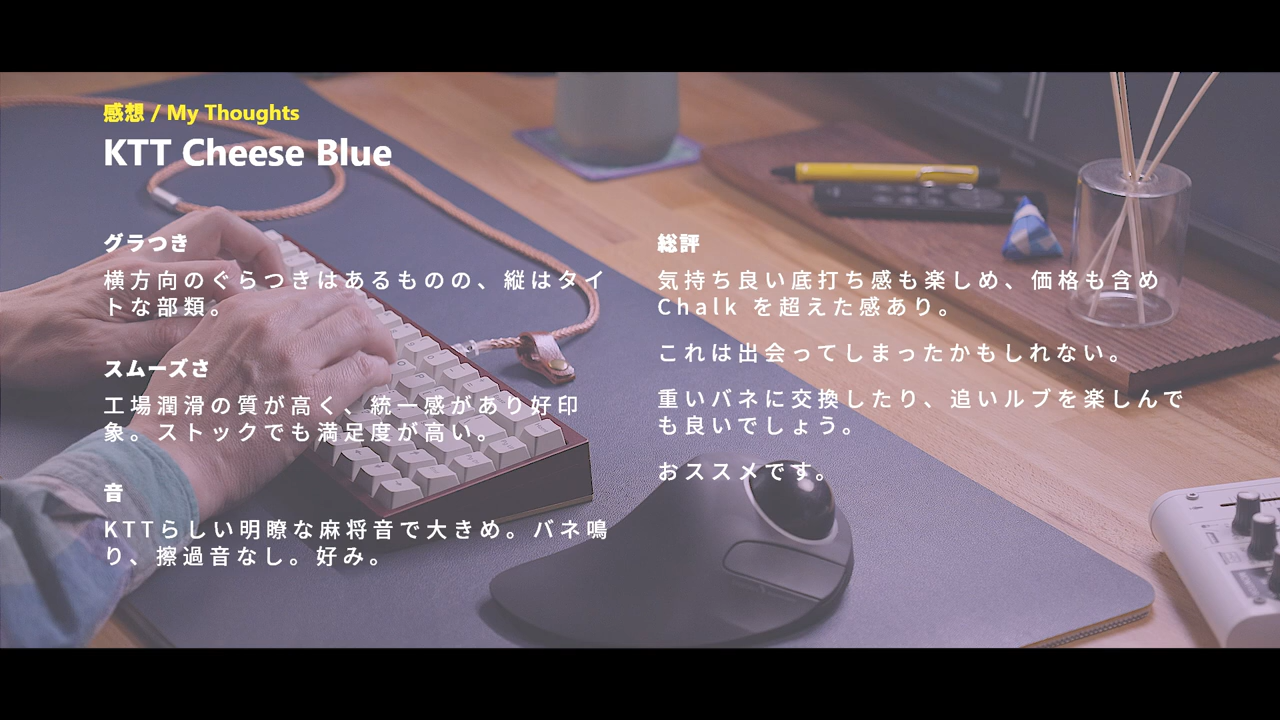 感想 / My Thoughts
KTT Cheese Blue
グラつき
横方向のぐらつきはあるものの、縦はタイ
トな部類。
スムーズさ
工場潤滑の質が高く、統一感があり好印
象。ストックでも満足度が高い。
音
KTTらしい明瞭な麻将音で大きめ。バネ鳴
り、擦過音なし。好み。
総評
気持ち良い底打ち感も楽しめ、価格も含め
Chalk を超えた感あり。
これは出会ってしまったかもしれない。
重いバネに交換したり、追いルブを楽しんで
も良いでしょう。
おススメです。